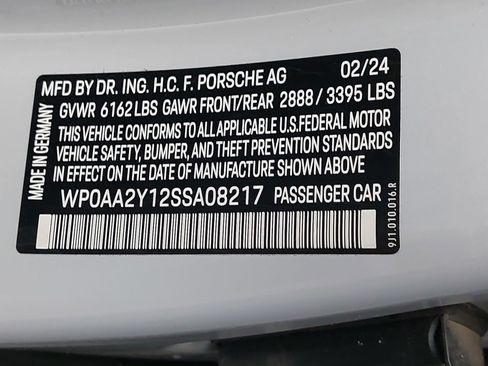 MFD BY DR. ING. H.C. F. PORSCHE AG 02/24
GVWR 6162 LBS GAWR FRONT/REAR 2888 / 3395 LBS
THIS VEHICLE CONFORMS TO ALL APPLICABLE U.S.FEDERAL MOTOR
VEHICLE SAFETY, BUMPER, AND THEFT PREVENTION STANDARDS
IN EFFECT ON THE DATE OF MANUFACTURE SHOWN ABOVE.
WP0AA2Y12SSA08217 PASSENGER CAR
MADE IN GERMANY
9J1.010.016.R